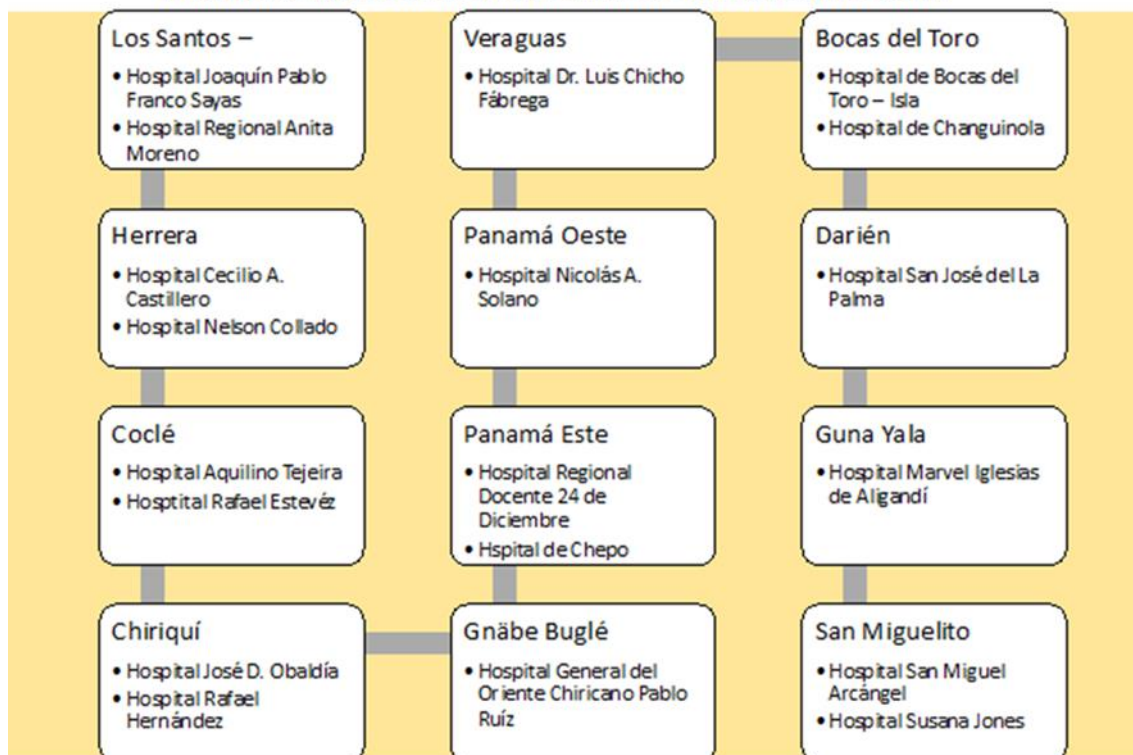 Los Santos –
• Hospital Joaquín Pablo
Franco Sayas
• Hospital Regional Anita
Moreno
Herrera
• Hospital Cecilio A.
Castillero
• Hospital Nelson Collado
Coclé
• Hospital Aquilino Tejeira
• Hosptital Rafael Estevéz
Chiriquí
• Hospital José D. Obaldía
• Hospital Rafael
Hernández
Gnäbe Buglé
• Hospital General del
Oriente Chiricano Pablo
Ruíz
Panamá Este
• Hospital Regional
Docente 24 de
Diciembre
• Hspital de Chepo
Panamá Oeste
• Hospital Nicolás A.
Solano
Veraguas
• Hospital Dr. Luis Chicho
Fábrega
Bocas del Toro
• Hospital de Bocas del
Toro – Isla
• Hospital de Changuinola
Darién
• Hospital San José del La
Palma
Guna Yala
• Hospital Marvel Iglesias
de Aligandí
San Miguelito
• Hospital San Miguel
Arcángel
• Hospital Susana Jones